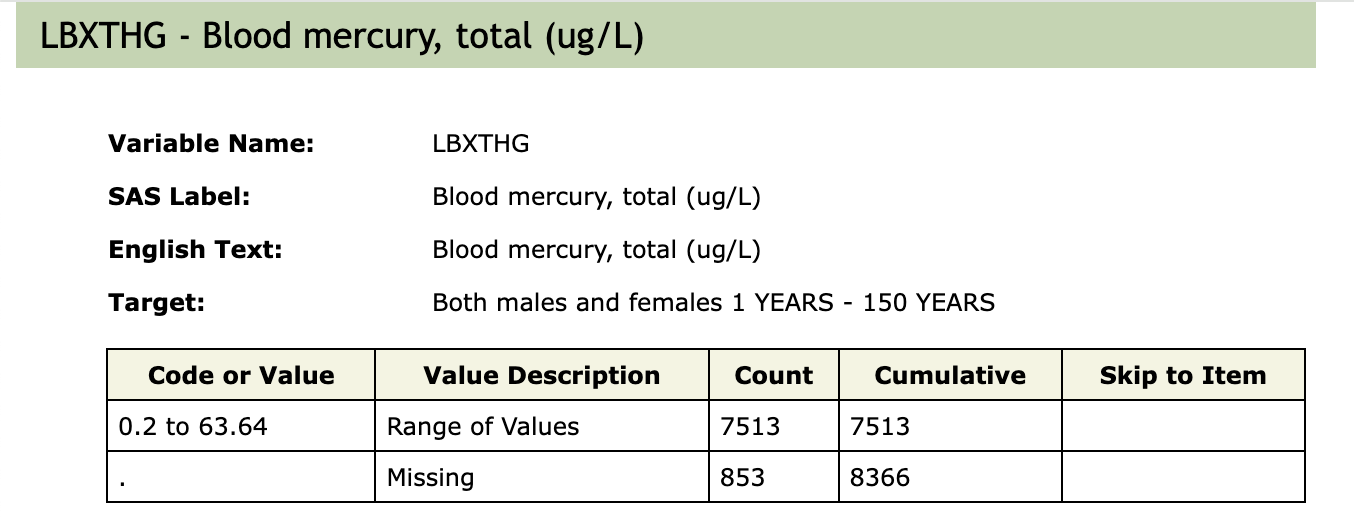 LBXTHG - Blood mercury, total (ug/L)
Variable Name: LBXTHG
SAS Label: Blood mercury, total (ug/L)
English Text: Blood mercury, total (ug/L)
Target: Both males and females 1 YEARS - 150 YEARS
Code or Value Value Description Count Cumulative Skip to Item
0.2 to 63.64 Range of Values 7513 7513
. Missing 853 8366